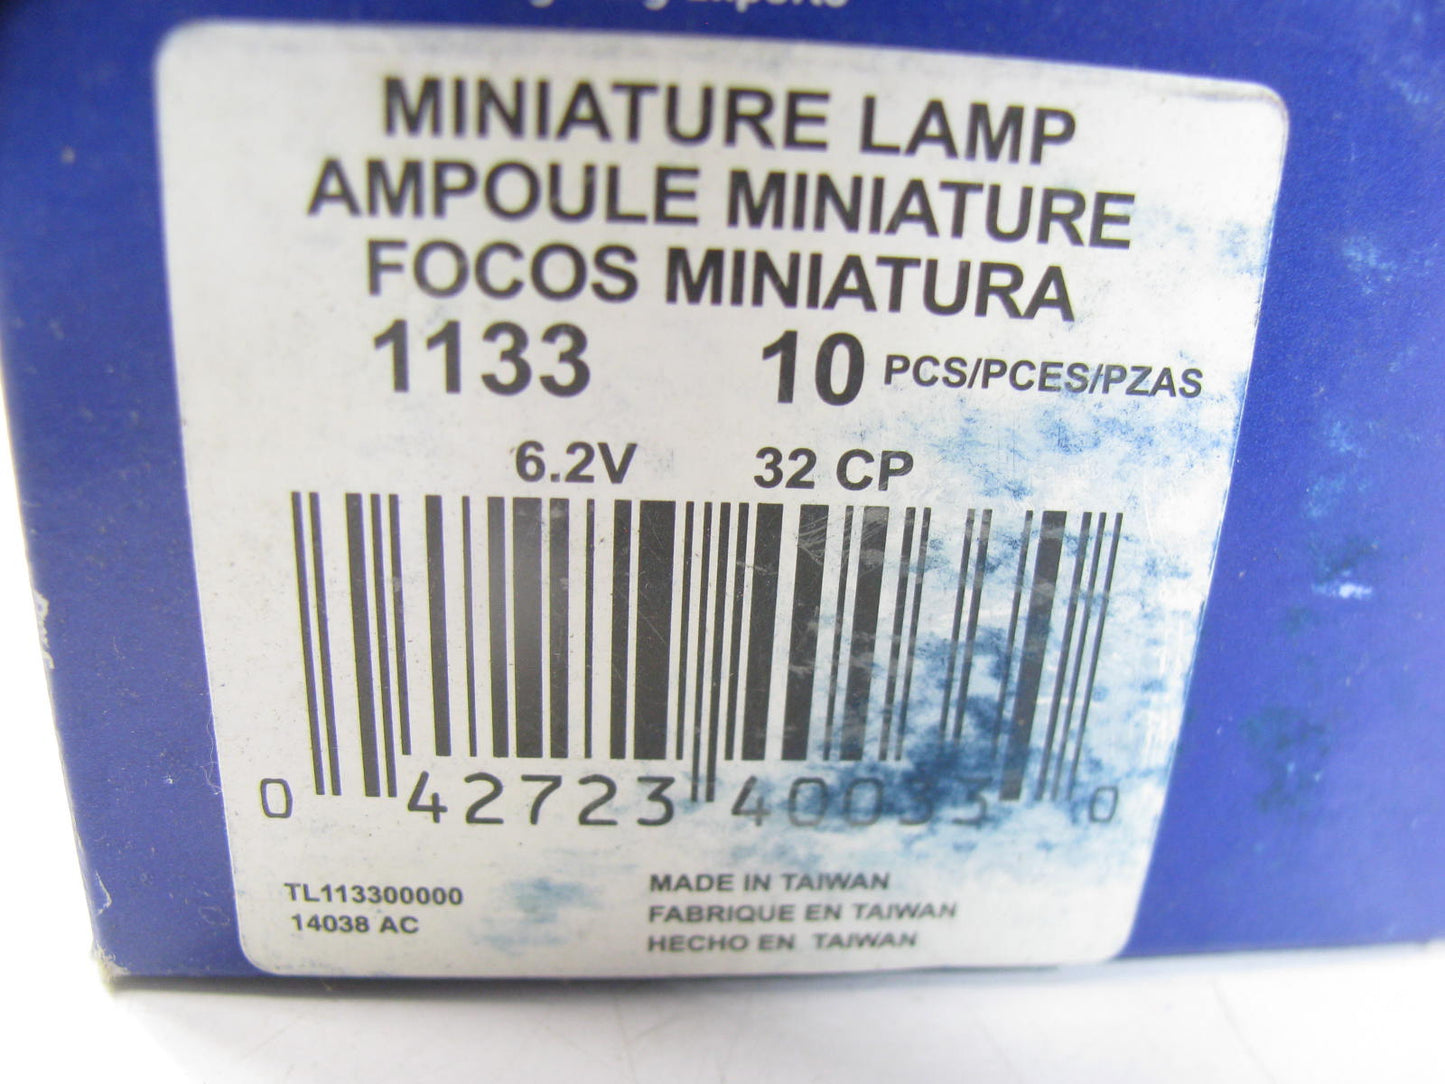 MINIATURE LAMP
AMPOULE MINIATURE
FOCOS MINIATURA
1133 10 PCS/PCES/PZAS
6.2V 32 CP
0 42723 40033 0
TL113300000
14038 AC
MADE IN TAIWAN
FABRIQUE EN TAIWAN
HECHO EN TAIWAN